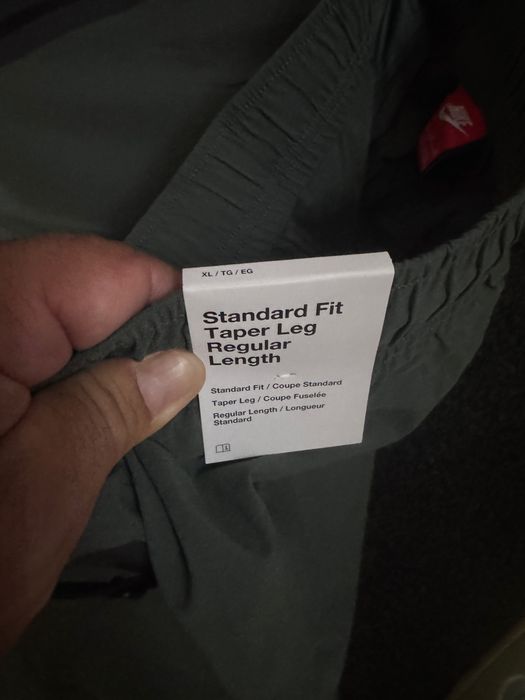 NIKE
XL / TG / EG
Standard Fit
Taper Leg
Regular
Length
Standard Fit / Coupe Standard
Taper Leg / Coupe Fuselée
Regular Length / Longueur
Standard